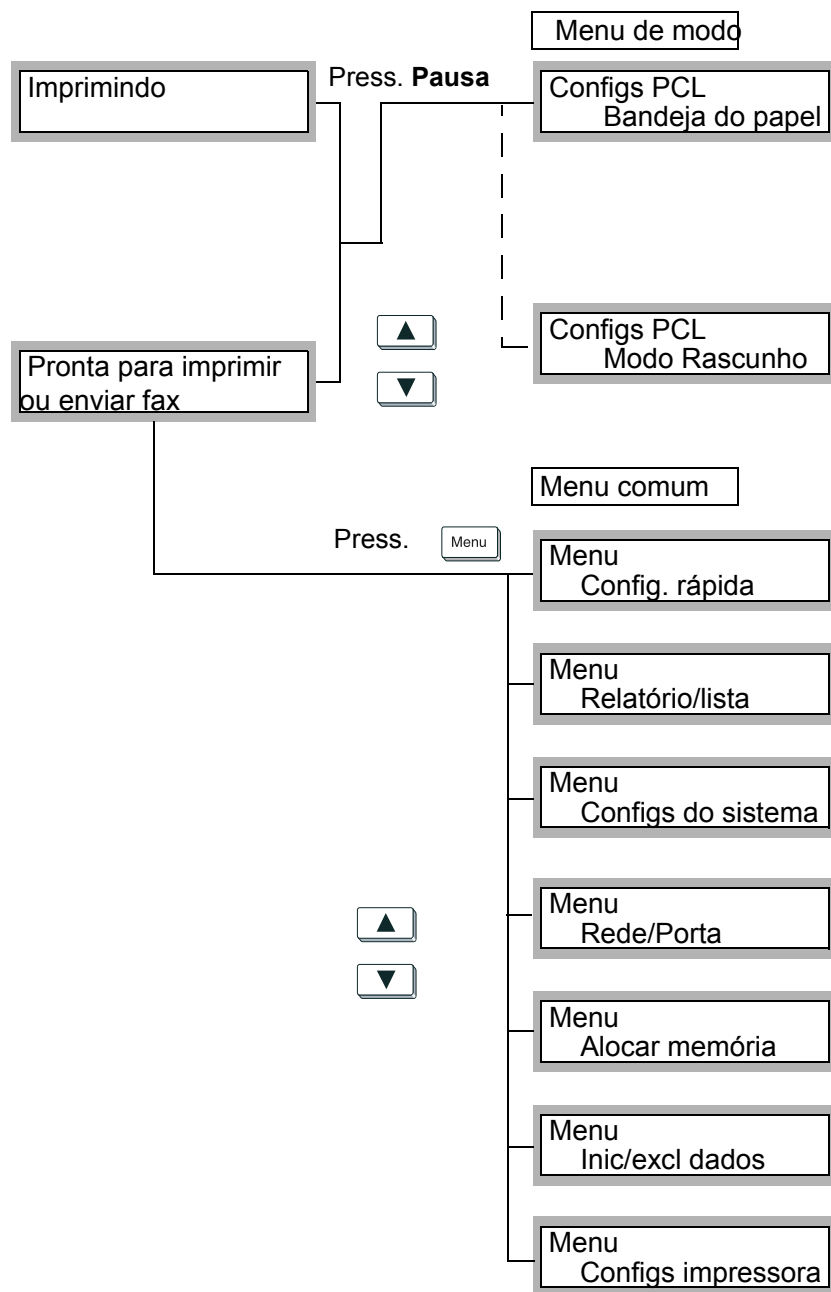 Menu de modo
Imprimindo
Press. Pausa
Configs PCL
Bandeja do papel
Configs PCL
Modo Rascunho
Pronta para imprimir
ou enviar fax
Menu comum
Press. Menu
Menu
Config. rápida
Menu
Relatório/lista
Menu
Configs do sistema
Menu
Rede/Porta
Menu
Alocar memória
Menu
Inic/excl dados
Menu
Configs impressora